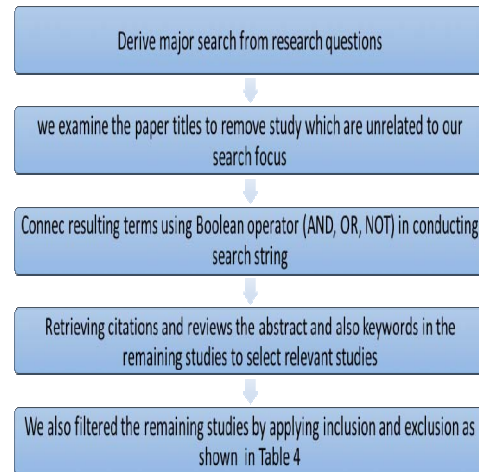 Derive major search from research questions
we examine the paper titles to remove study which are unrelated to our
search focus
Connec resulting terms using Boolean operator (AND, OR, NOT) in conducting
search string
Retrieving citations and reviews the abstract and also keywords in the
remaining studies to select relevant studies
We also filtered the remaining studies by applying inclusion and exclusion as
shown in Table 4